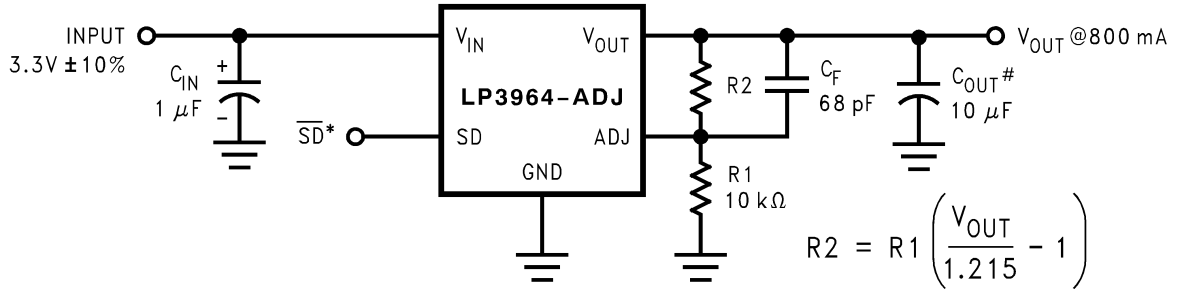 INPUT
3.3V ±10%
+
C_IN
1 μF
−
V_IN
V_OUT
LP3964-ADJ
S̅D̅*
SD
ADJ
GND
R2
C_F
68 pF
R1
10 kΩ
V_OUT @800 mA
C_OUT#
10 μF
R2 = R1 (V_OUT / 1.215 − 1)